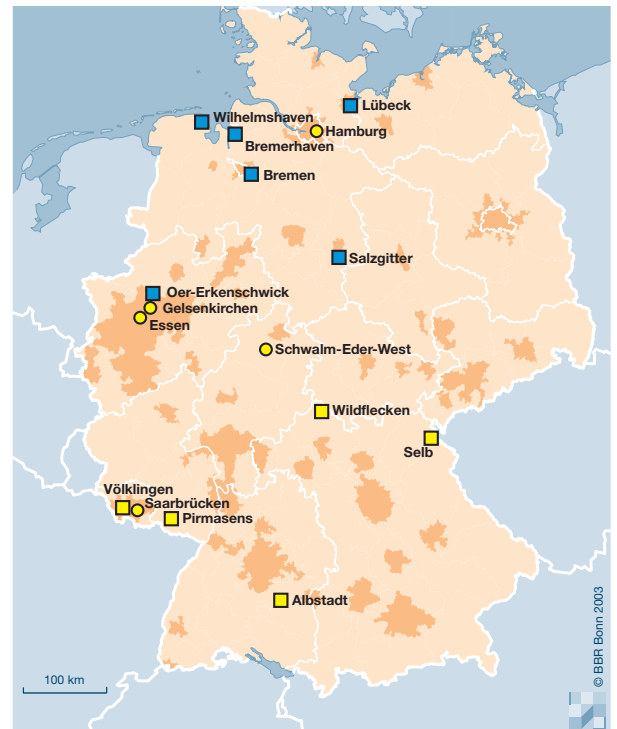 Lübeck
Wilhelmshaven
Hamburg
Bremerhaven
Bremen
Salzgitter
Oer-Erkenschwick
Gelsenkirchen
Essen
Schwalm-Eder-West
Wildflecken
Selb
Völklingen
Saarbrücken
Pirmasens
Albstadt
100 km
© BBR Bonn 2003